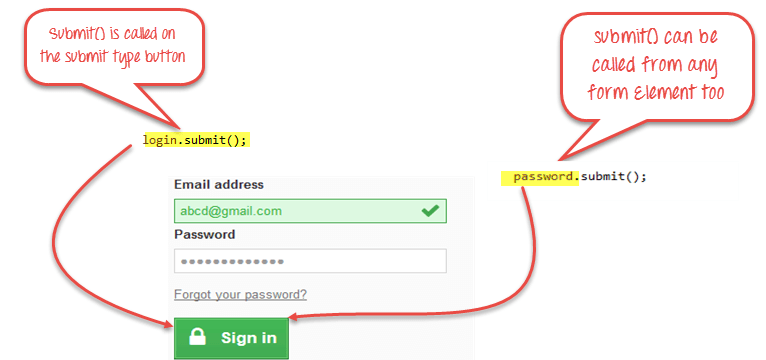 Submit() is called on
the submit type button
submit() can be
called from any
form Element too
login.submit();
password.submit();
Email address
abcd@gmail.com
Password
•••••••••••••
Forgot your password?
Sign in